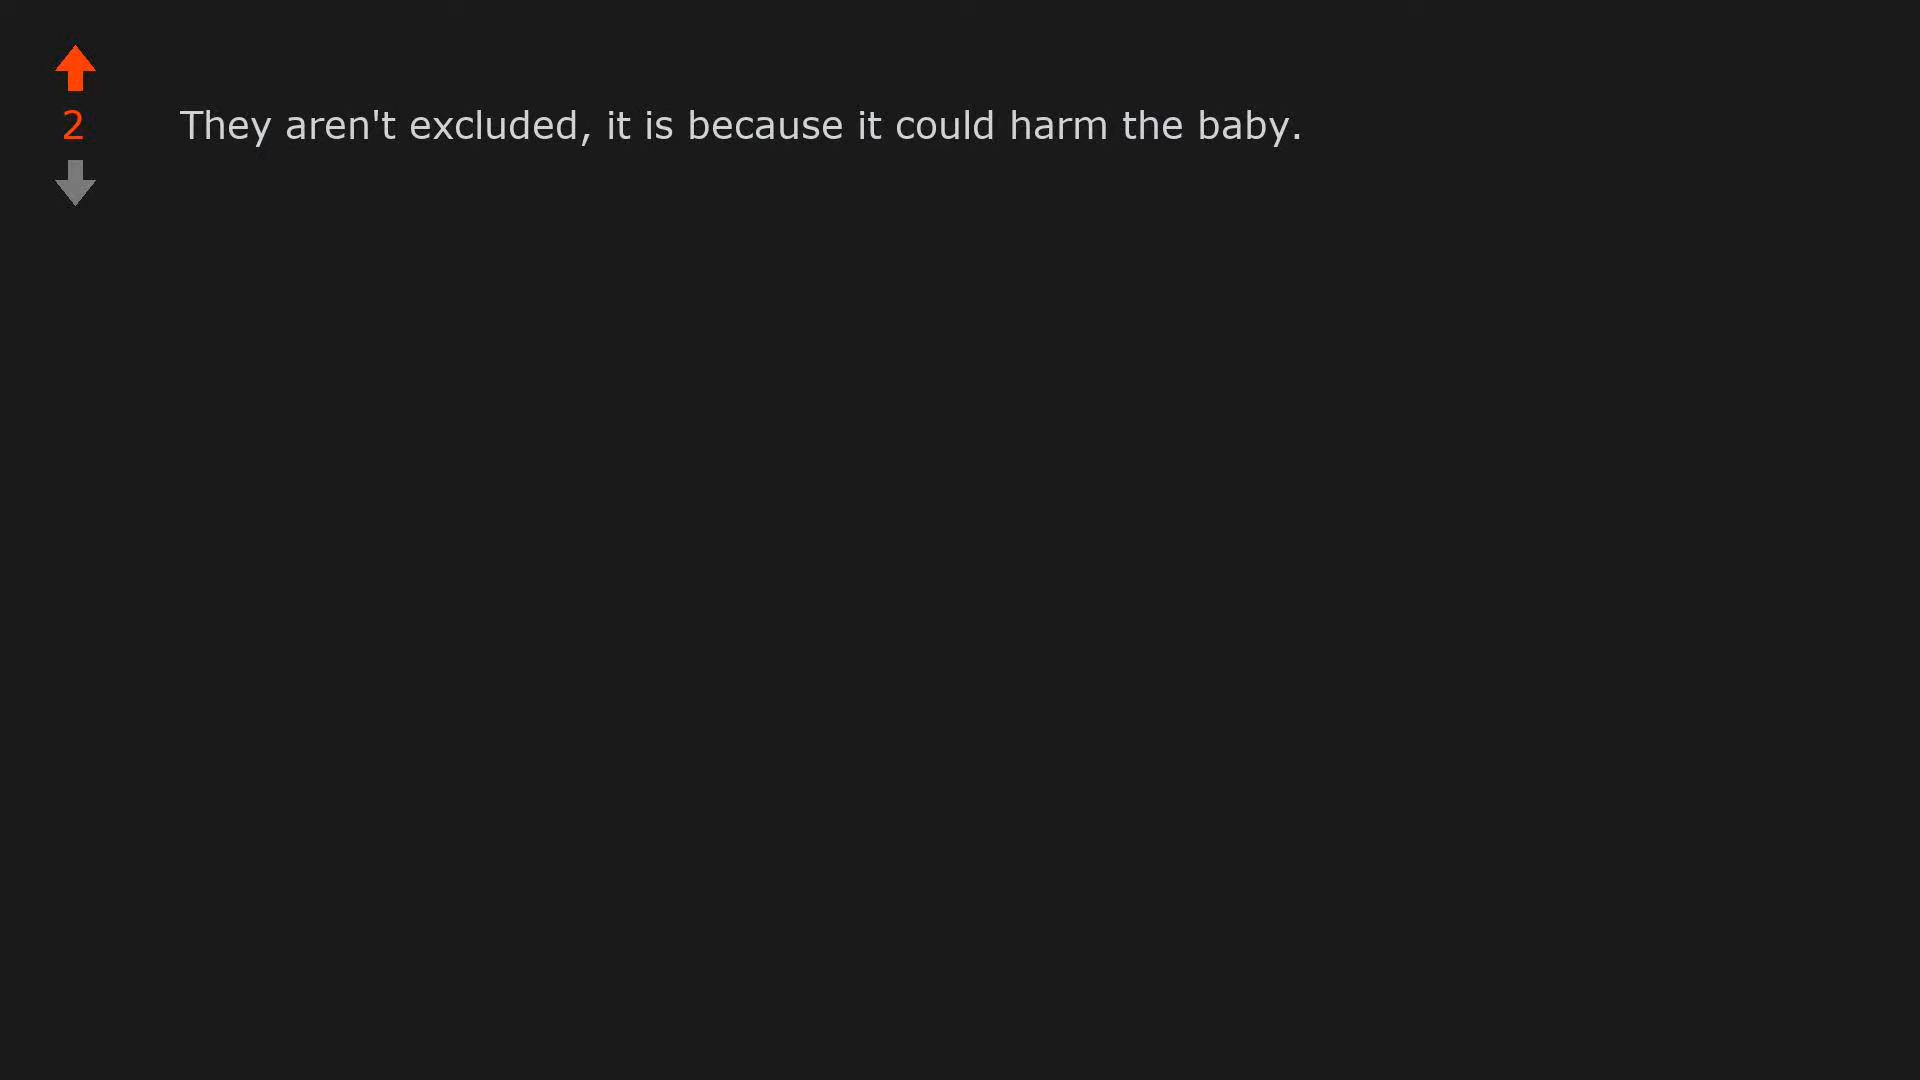 They aren't excluded, it is because it could harm the baby.
2